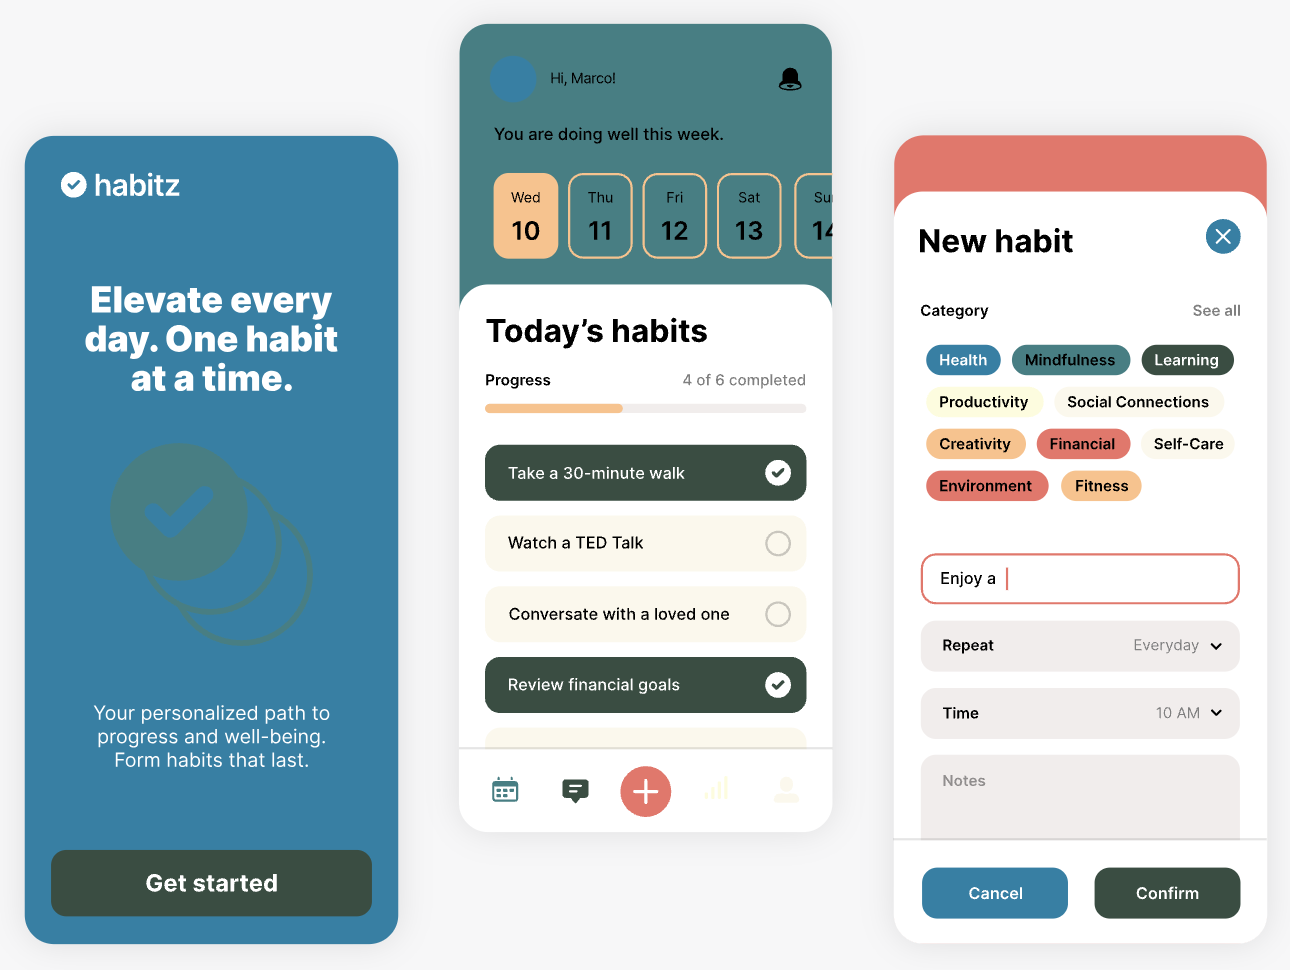 habitz
Elevate every
day. One habit
at a time.
Your personalized path to
progress and well-being.
Form habits that last.
Get started
Hi, Marco!
You are doing well this week.
Wed Thu Fri Sat Su
10 11 12 13 14
Today’s habits
Progress 4 of 6 completed
Take a 30-minute walk
Watch a TED Talk
Conversate with a loved one
Review financial goals
New habit
Category See all
Health Mindfulness Learning
Productivity Social Connections
Creativity Financial Self-Care
Environment Fitness
Enjoy a
Repeat Everyday
Time 10 AM
Notes
Cancel Confirm